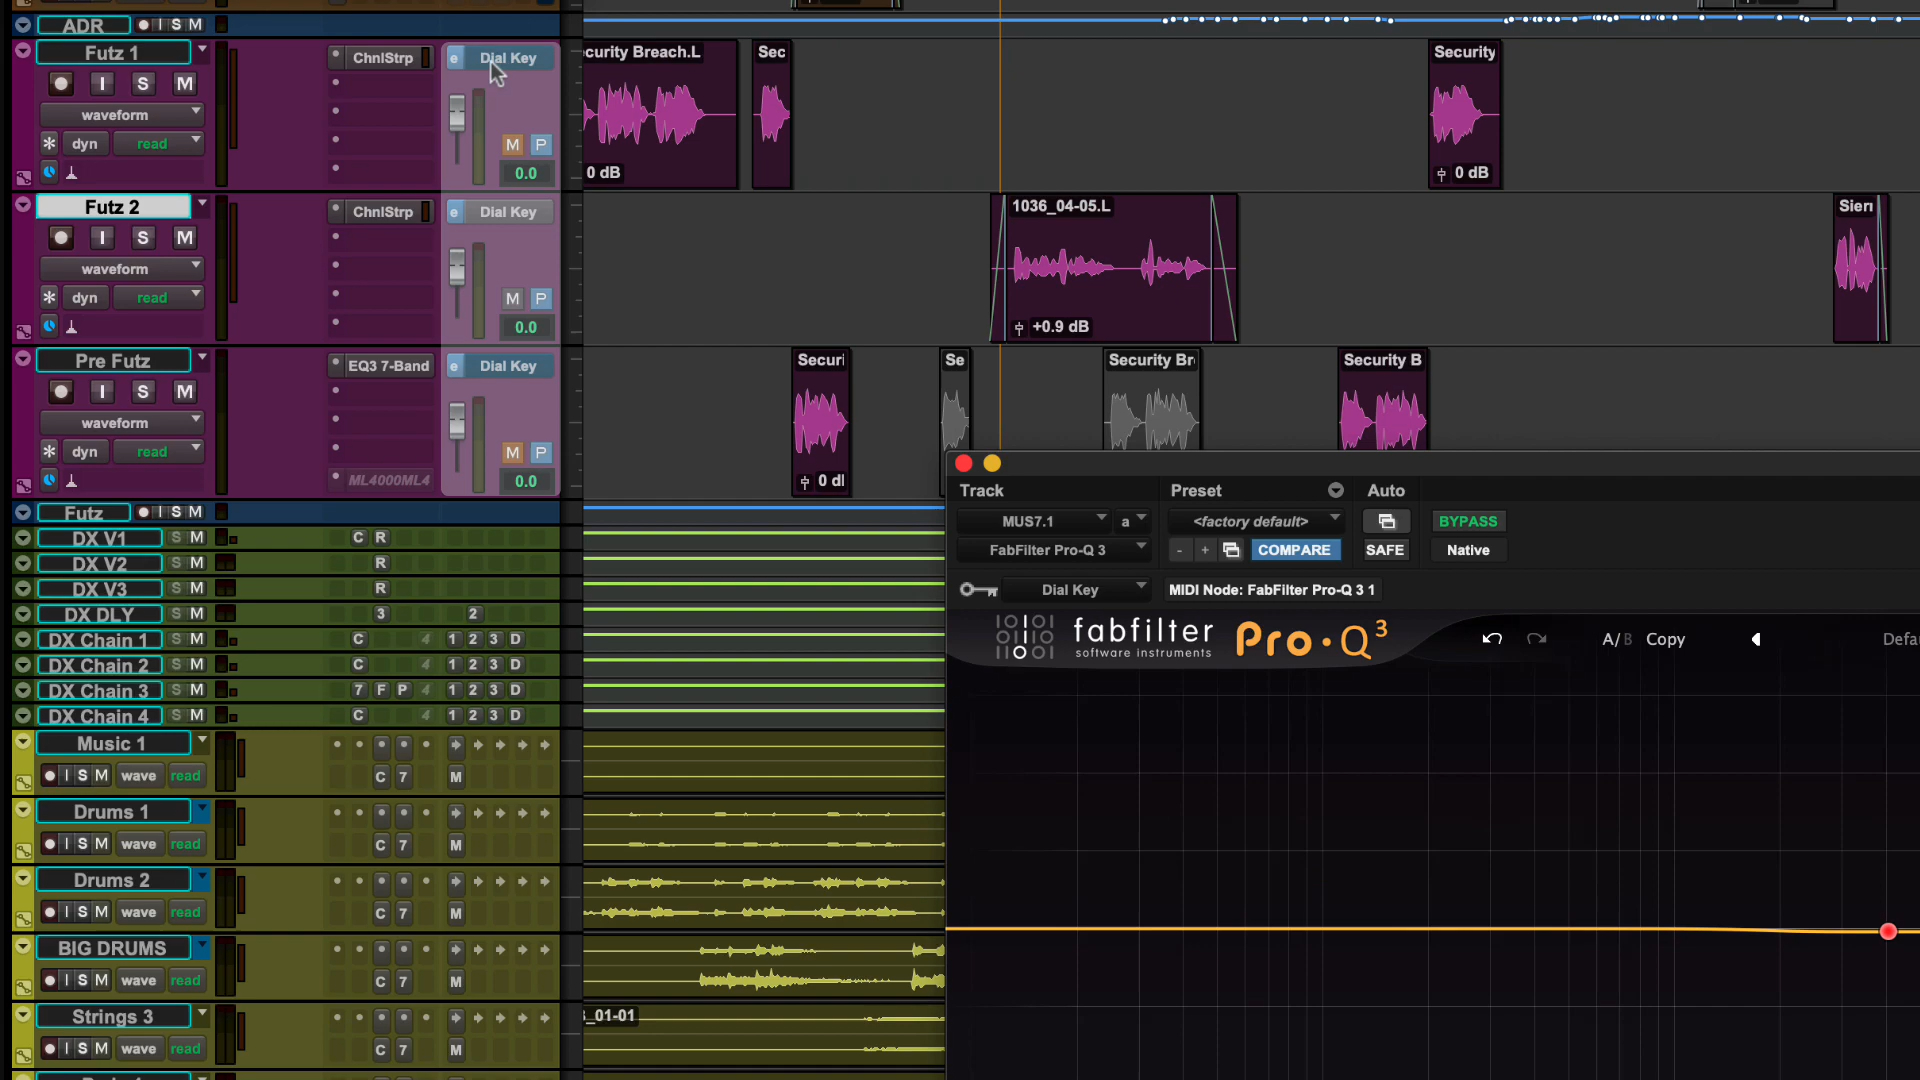 ADR I S M
Futz 1 ChnlStrp e Dial Key curity Breach.L Sec Security
I S M
waveform
dyn read M P
0.0 0 dB 0 dB
Futz 2 ChnlStrp e Dial Key 1036_04-05.L
I S M
waveform
dyn read M P
0.0 +0.9 dB
Pre Futz EQ3 7-Band e Dial Key Securi Se Security Br Security B
I S M
waveform
dyn read M P
ML4000ML4 0.0
Futz I S M
DX V1 S M C R
DX V2 S M R
DX V3 S M R
DX DLY S M 3 2
DX Chain 1 S M C 4 1 2 3 D
DX Chain 2 S M C 4 1 2 3 D
DX Chain 3 S M 7 F P 4 1 2 3 D
DX Chain 4 S M C 4 1 2 3 D
Music 1
I S M wave read C 7 M
Drums 1
I S M wave read C 7 M
Drums 2
I S M wave read C 7 M
BIG DRUMS
I S M wave read C 7 M
Strings 3 _01-01
I S M wave read C 7 M
Track Preset Auto
MUS7.1 a <factory default> BYPASS
FabFilter Pro-Q 3 - + COMPARE SAFE Native
Dial Key MIDI Node: FabFilter Pro-Q 3 1
fabfilter
software instruments
Pro·Q3
A/B Copy Defau